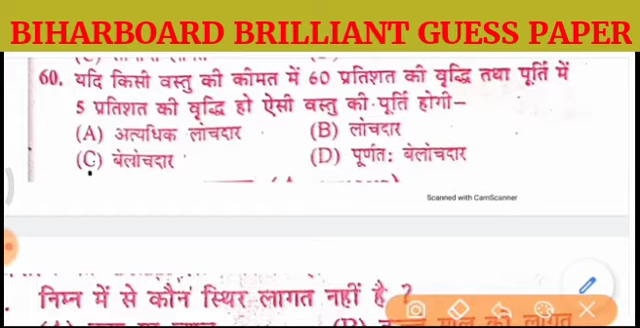 BIHARBOARD BRILLIANT GUESS PAPER
60. यदि किसी वस्तु की कीमत में 60 प्रतिशत की वृद्धि तथा पूर्ति में
5 प्रतिशत की वृद्धि हो ऐसी वस्तु की पूर्ति होगी–
(A) अत्यधिक लोचदार (B) लोचदार
(C) बेलोचदार (D) पूर्णत: बेलोचदार
Scanned with CamScanner
निम्न में से कौन स्थिर लागत नहीं है ?